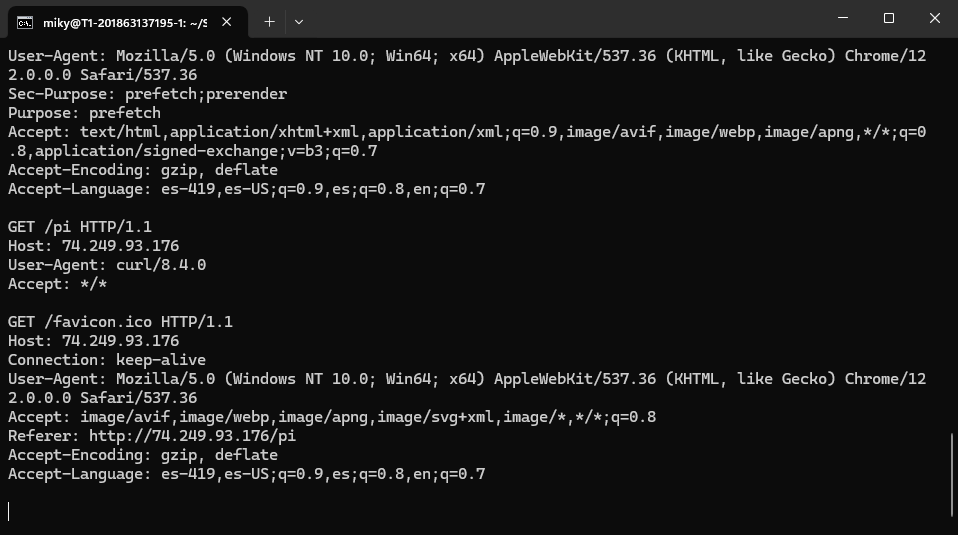 miky@T1-201863137195-1: ~/S
User-Agent: Mozilla/5.0 (Windows NT 10.0; Win64; x64) AppleWebKit/537.36 (KHTML, like Gecko) Chrome/12
2.0.0.0 Safari/537.36
Sec-Purpose: prefetch;prerender
Purpose: prefetch
Accept: text/html,application/xhtml+xml,application/xml;q=0.9,image/avif,image/webp,image/apng,*/*;q=0
.8,application/signed-exchange;v=b3;q=0.7
Accept-Encoding: gzip, deflate
Accept-Language: es-419,es-US;q=0.9,es;q=0.8,en;q=0.7
GET /pi HTTP/1.1
Host: 74.249.93.176
User-Agent: curl/8.4.0
Accept: */*
GET /favicon.ico HTTP/1.1
Host: 74.249.93.176
Connection: keep-alive
User-Agent: Mozilla/5.0 (Windows NT 10.0; Win64; x64) AppleWebKit/537.36 (KHTML, like Gecko) Chrome/12
2.0.0.0 Safari/537.36
Accept: image/avif,image/webp,image/apng,image/svg+xml,image/*,*/*;q=0.8
Referer: http://74.249.93.176/pi
Accept-Encoding: gzip, deflate
Accept-Language: es-419,es-US;q=0.9,es;q=0.8,en;q=0.7